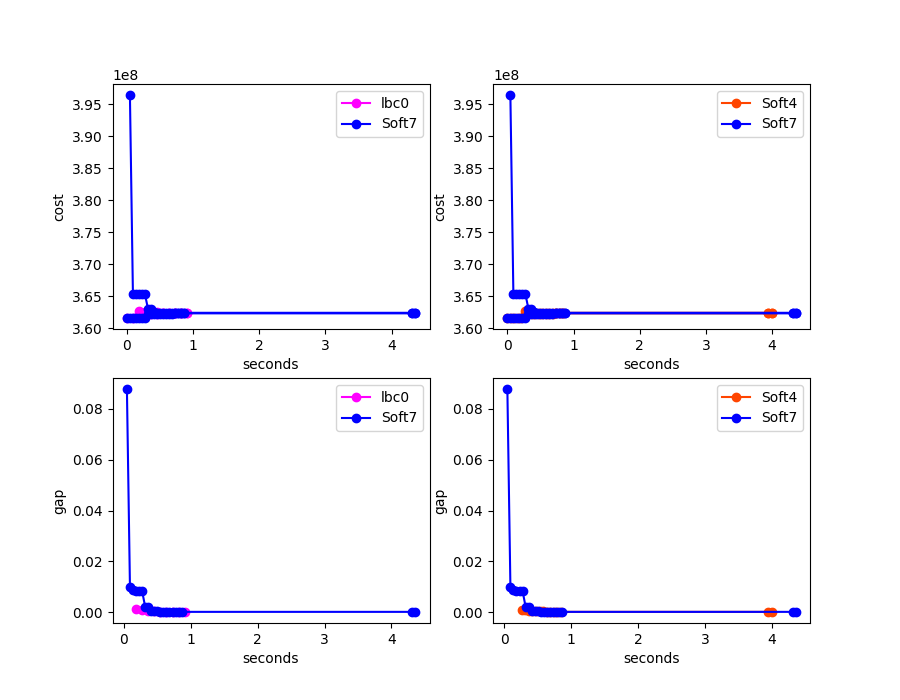 1e8
3.95
3.90
3.85
3.80
3.75
3.70
3.65
3.60
cost
0 1 2 3 4
seconds
lbc0
Soft7
1e8
3.95
3.90
3.85
3.80
3.75
3.70
3.65
3.60
cost
0 1 2 3 4
seconds
Soft4
Soft7
0.08
0.06
0.04
0.02
0.00
gap
0 1 2 3 4
seconds
lbc0
Soft7
0.08
0.06
0.04
0.02
0.00
gap
0 1 2 3 4
seconds
Soft4
Soft7